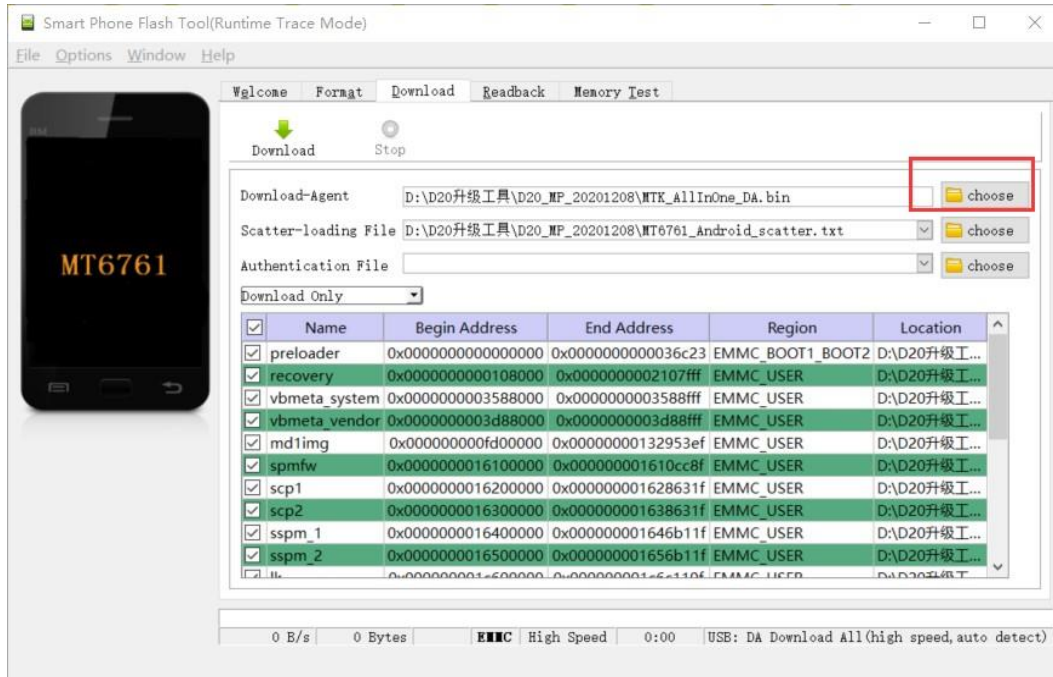 Smart Phone Flash Tool(Runtime Trace Mode)
File Options Window Help
Welcome Format Download Readback Memory Test
BM
Download Stop
Download-Agent D:\D20升级工具\D20_MP_20201208\MTK_AllInOne_DA.bin choose
Scatter-loading File D:\D20升级工具\D20_MP_20201208\MT6761_Android_scatter.txt choose
MT6761
Authentication File choose
Download Only
Name Begin Address End Address Region Location
preloader 0x0000000000000000 0x0000000000036c23 EMMC_BOOT1_BOOT2 D:\D20升级工...
recovery 0x0000000000108000 0x0000000002107fff EMMC_USER D:\D20升级工...
vbmeta_system 0x0000000003588000 0x0000000003588fff EMMC_USER D:\D20升级工...
vbmeta_vendor 0x0000000003d88000 0x0000000003d88fff EMMC_USER D:\D20升级工...
md1img 0x000000000fd00000 0x00000000132953ef EMMC_USER D:\D20升级工...
spmfw 0x0000000016100000 0x000000001610cc8f EMMC_USER D:\D20升级工...
scp1 0x0000000016200000 0x000000001628631f EMMC_USER D:\D20升级工...
scp2 0x0000000016300000 0x000000001638631f EMMC_USER D:\D20升级工...
sspm_1 0x0000000016400000 0x000000001646b11f EMMC_USER D:\D20升级工...
sspm_2 0x0000000016500000 0x000000001656b11f EMMC_USER D:\D20升级工...
lk EMMC_USER D:\D20升级工...
0 B/s 0 Bytes EMMC High Speed 0:00 USB: DA Download All(high speed,auto detect)